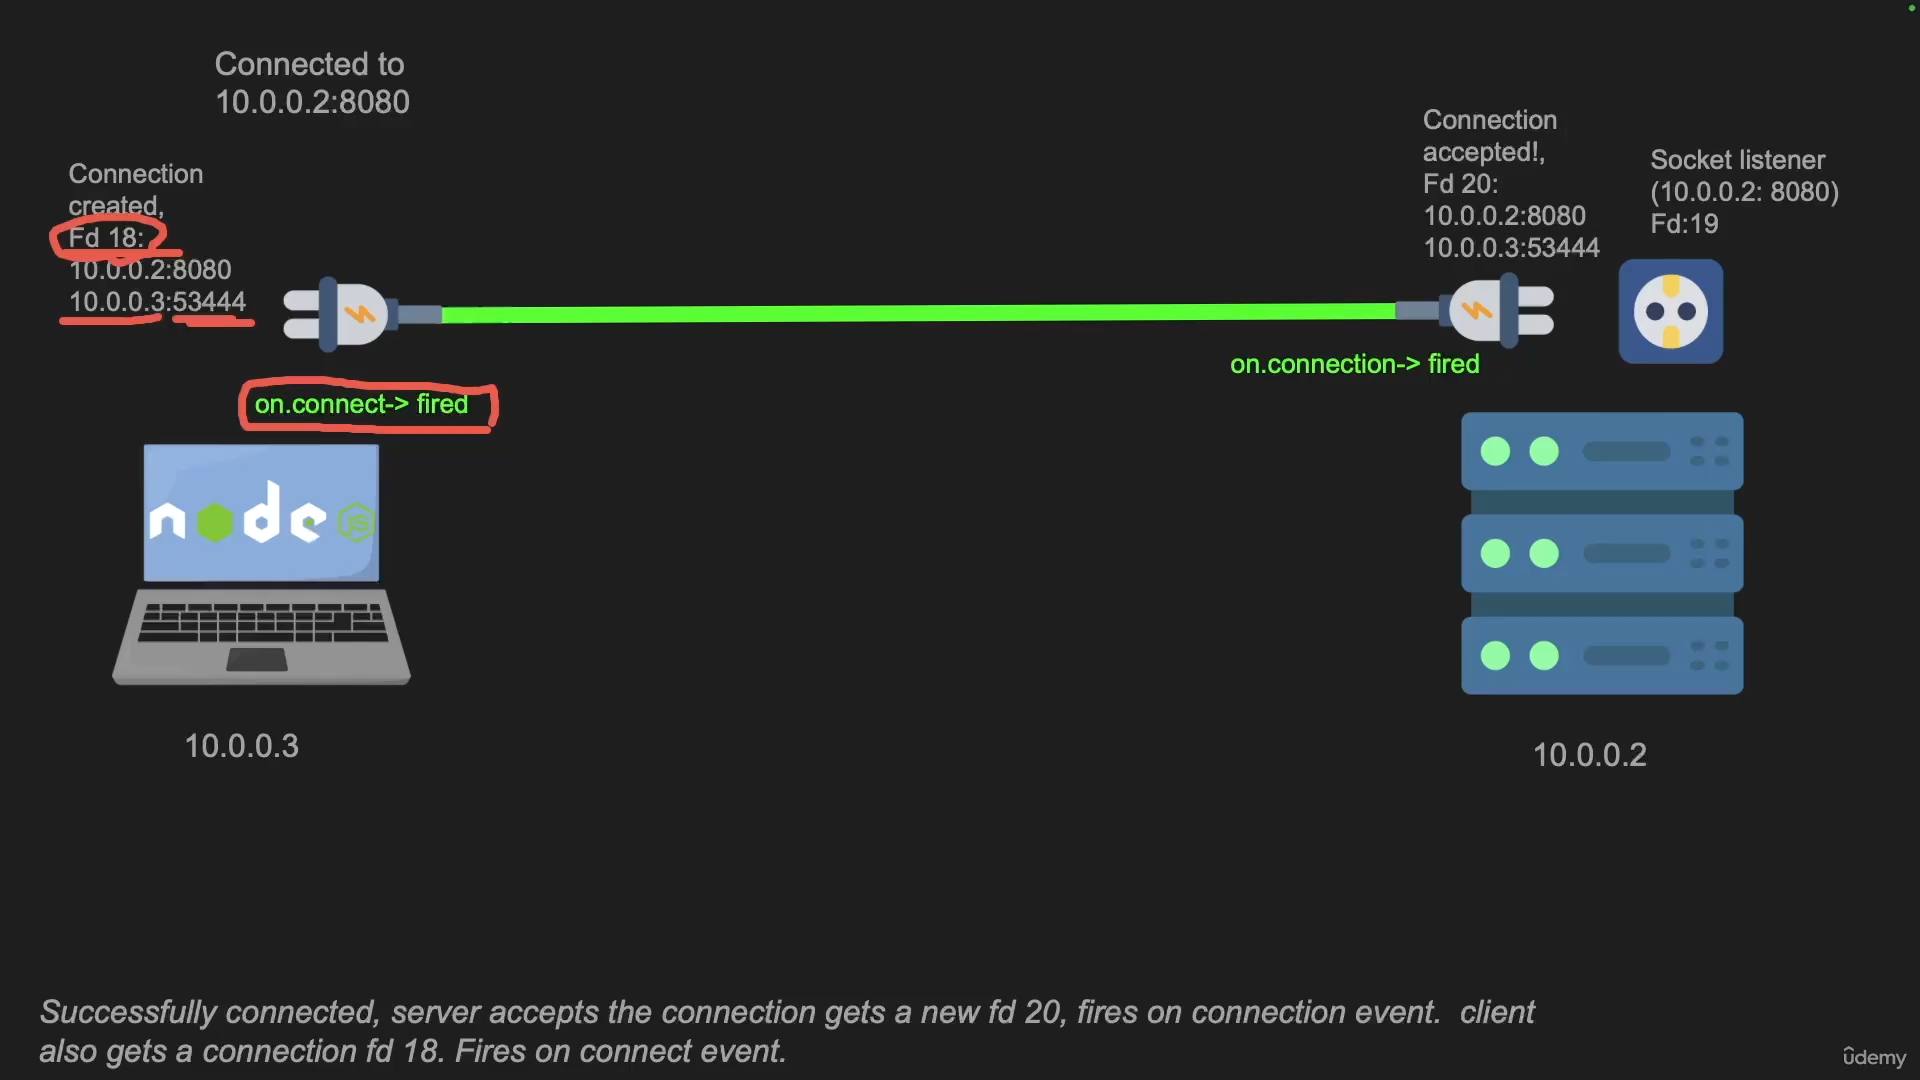 Connected to
10.0.0.2:8080
Connection
created,
Fd 18:
10.0.0.2:8080
10.0.0.3:53444
Connection
accepted!,
Fd 20:
10.0.0.2:8080
10.0.0.3:53444
Socket listener
(10.0.0.2: 8080)
Fd:19
on.connection-> fired
on.connect-> fired
node JS
10.0.0.3
10.0.0.2
Successfully connected, server accepts the connection gets a new fd 20, fires on connection event.  client
also gets a connection fd 18. Fires on connect event.
ûdemy